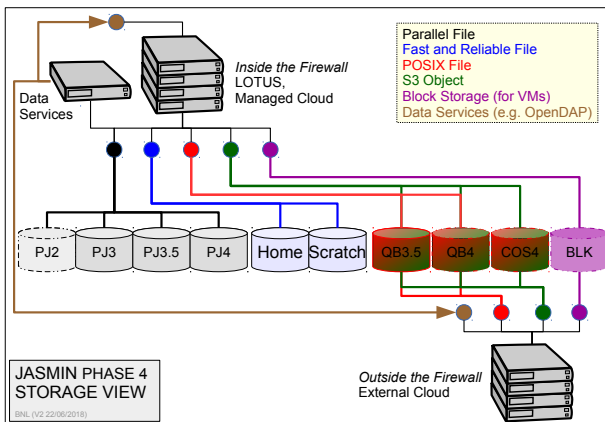 Parallel File
Fast and Reliable File
POSIX File
S3 Object
Block Storage (for VMs)
Data Services (e.g. OpenDAP)
Inside the Firewall
LOTUS,
Managed Cloud
Data
Services
PJ2
PJ3
PJ3.5
PJ4
Home
Scratch
QB3.5
QB4
COS4
BLK
JASMIN PHASE 4
STORAGE VIEW
BNL (V2 22/06/2018)
Outside the Firewall
External Cloud